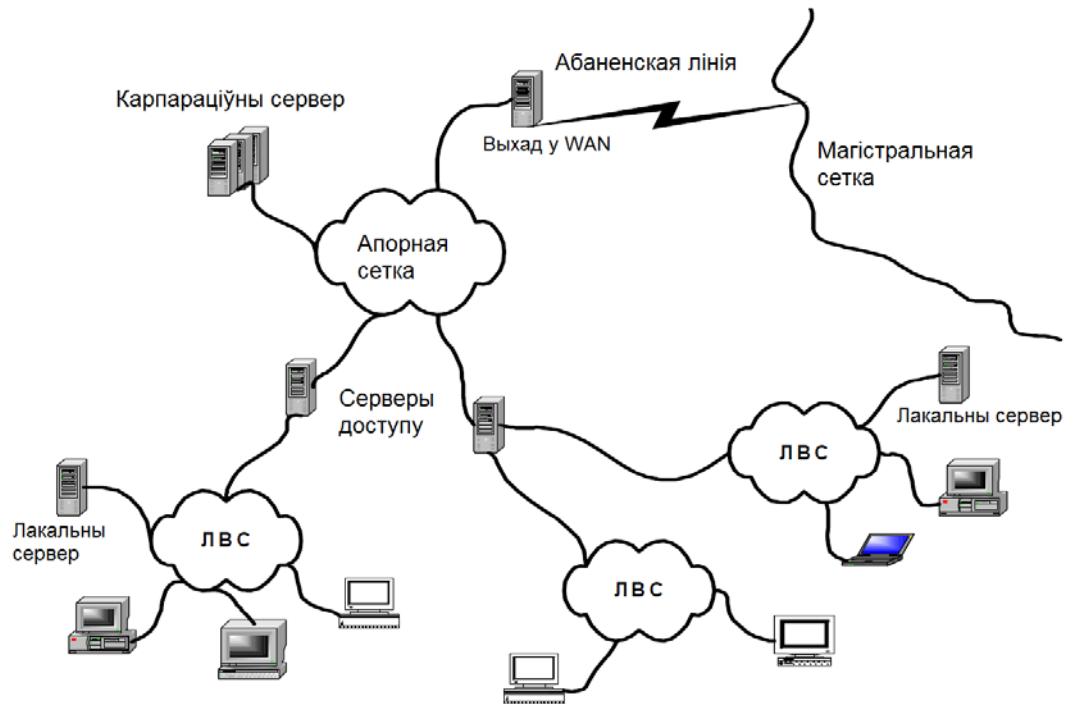 Абаненская лінія
Карпараціўны сервер
Выхад у WAN
Магістральная
сетка
Апорная
сетка
Серверы
доступу
Лакальны сервер
ЛВС
Лакальны
сервер
ЛВС
ЛВС